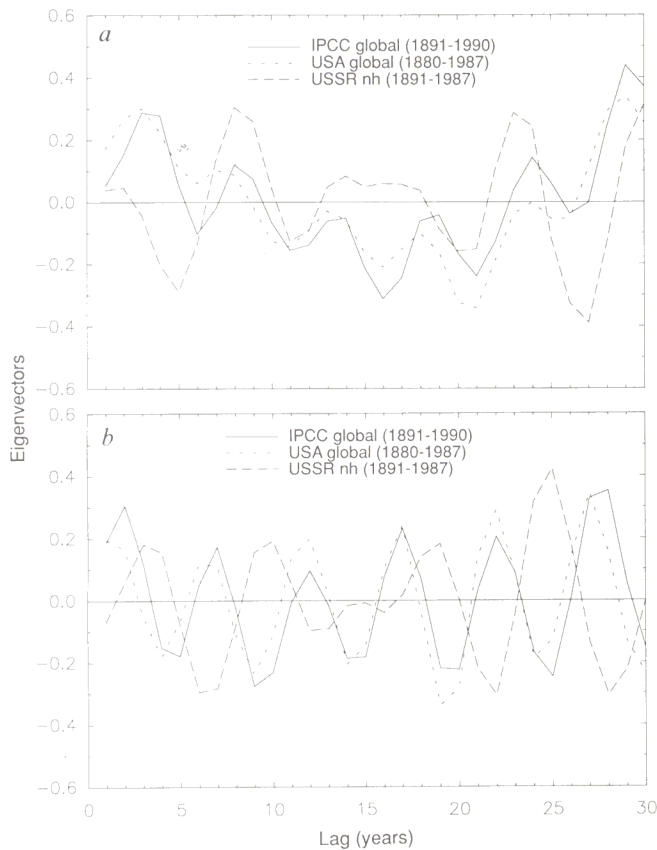 0.6
a
IPCC global (1891-1990)
USA global (1880-1987)
USSR nh (1891-1987)
0.4
0.2
0.0
−0.2
−0.4
−0.6
Eigenvectors
0.6
b
IPCC global (1891-1990)
USA global (1880-1987)
USSR nh (1891-1987)
0.4
0.2
0.0
−0.2
−0.4
−0.6
0 5 10 15 20 25 30
Lag (years)